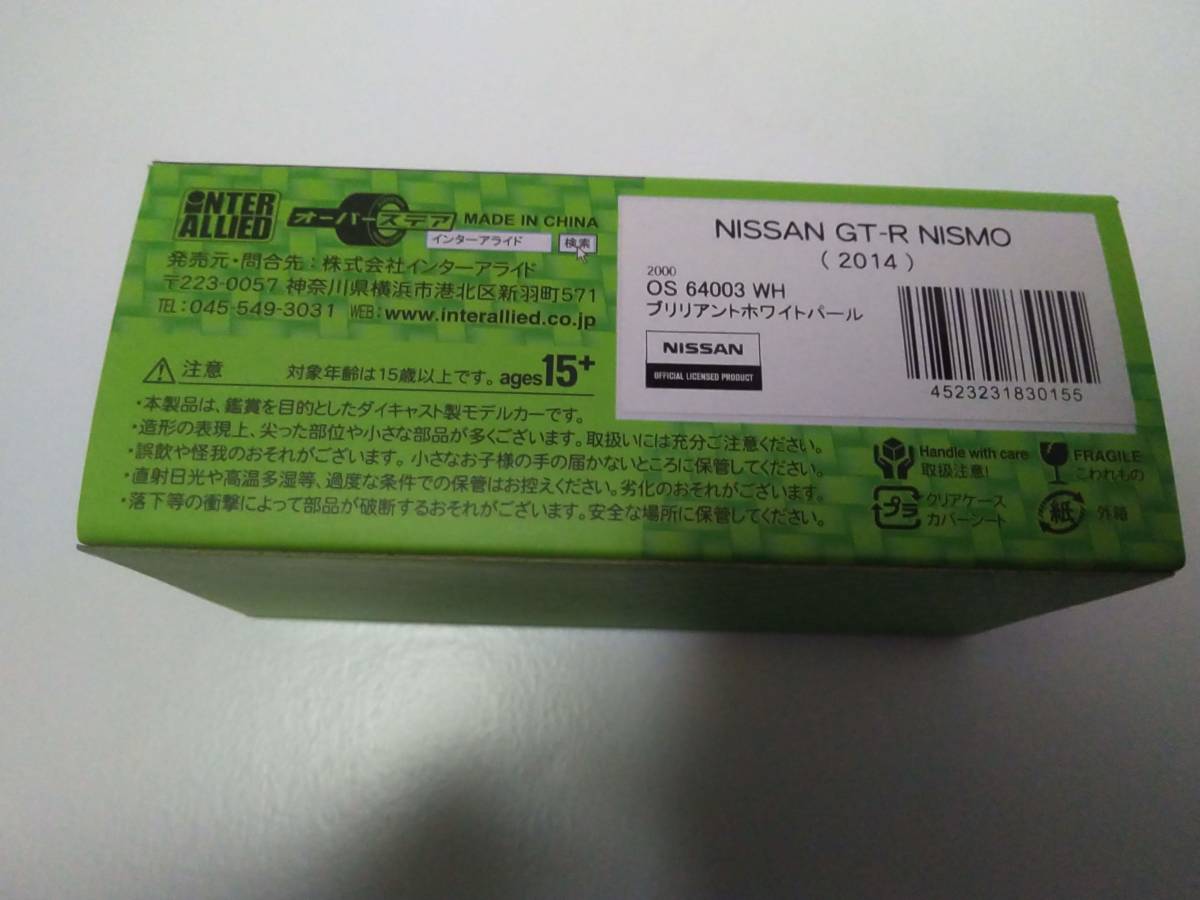 iNTER
ALLIED
オーバーステア
MADE IN CHINA
インターアライド 検索
発売元・問合先：株式会社インターアライド
〒223-0057 神奈川県横浜市港北区新羽町571
TEL：045-549-3031 WEB：www.interallied.co.jp
注意 対象年齢は15歳以上です。ages15+
・本製品は、鑑賞を目的としたダイキャスト製モデルカーです。
・造形の表現上、尖った部位や小さな部品が多くございます。取扱いには充分ご注意ください。
・誤飲や怪我のおそれがございます。小さなお子様の手の届かないところに保管してください。
・直射日光や高温多湿等、過度な条件での保管はお控えください。劣化のおそれがございます。
・落下等の衝撃によって部品が破断するおそれがございます。安全な場所に保管してください。
NISSAN GT-R NISMO
(2014)
2000
OS 64003 WH
ブリリアントホワイトパール
NISSAN
OFFICIAL LICENSED PRODUCT
4523231830155
Handle with care
取扱注意!
FRAGILE
こわれもの
プラ
クリアケース
カバーシート
紙
外箱